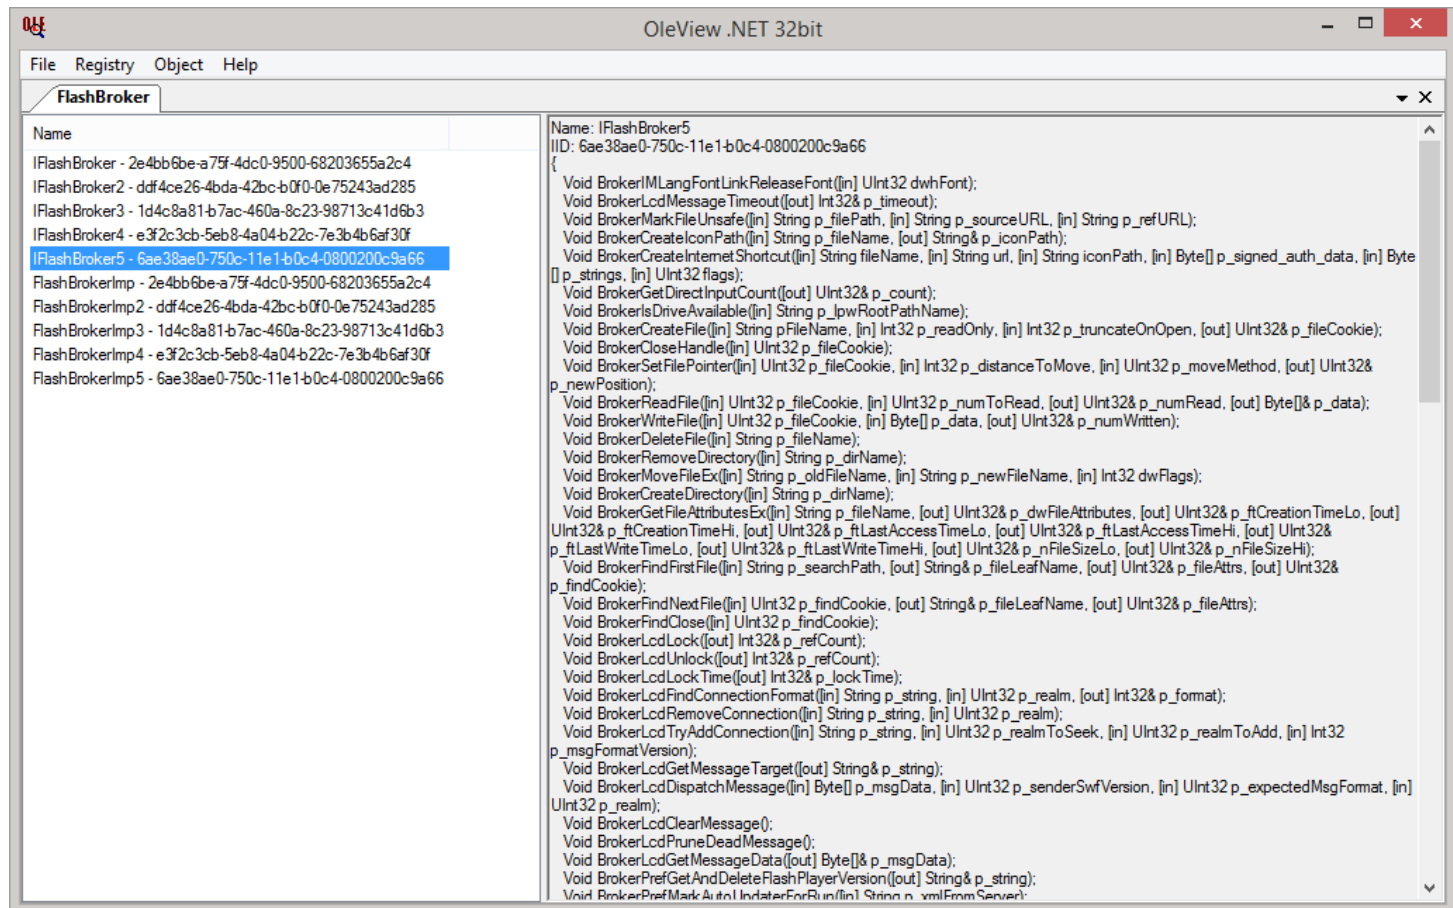 OleView .NET 32bit
File Registry Object Help
FlashBroker
Name
IFlashBroker - 2e4bb6be-a75f-4dc0-9500-68203655a2c4
IFlashBroker2 - ddf4ce26-4bda-42bc-b0f0-0e75243ad285
IFlashBroker3 - 1d4c8a81-b7ac-460a-8c23-98713c41d6b3
IFlashBroker4 - e3f2c3cb-5eb8-4a04-b22c-7e3b4b6af30f
IFlashBroker5 - 6ae38ae0-750c-11e1-b0c4-0800200c9a66
FlashBrokerImp - 2e4bb6be-a75f-4dc0-9500-68203655a2c4
FlashBrokerImp2 - ddf4ce26-4bda-42bc-b0f0-0e75243ad285
FlashBrokerImp3 - 1d4c8a81-b7ac-460a-8c23-98713c41d6b3
FlashBrokerImp4 - e3f2c3cb-5eb8-4a04-b22c-7e3b4b6af30f
FlashBrokerImp5 - 6ae38ae0-750c-11e1-b0c4-0800200c9a66
Name: IFlashBroker5
IID: 6ae38ae0-750c-11e1-b0c4-0800200c9a66
{
Void BrokerIMLangFontLinkReleaseFont([in] UInt32 dwhFont);
Void BrokerLcdMessageTimeout([out] Int32& p_timeout);
Void BrokerMarkFileUnsafe([in] String p_filePath, [in] String p_sourceURL, [in] String p_refURL);
Void BrokerCreateIconPath([in] String p_fileName, [out] String& p_iconPath);
Void BrokerCreateInternetShortcut([in] String fileName, [in] String url, [in] String iconPath, [in] Byte[] p_signed_auth_data, [in] Byte
[] p_strings, [in] UInt32 flags);
Void BrokerGetDirectInputCount([out] UInt32& p_count);
Void BrokerIsDriveAvailable([in] String p_lpwRootPathName);
Void BrokerCreateFile([in] String pFileName, [in] Int32 p_readOnly, [in] Int32 p_truncateOnOpen, [out] UInt32& p_fileCookie);
Void BrokerCloseHandle([in] UInt32 p_fileCookie);
Void BrokerSetFilePointer([in] UInt32 p_fileCookie, [in] Int32 p_distanceToMove, [in] UInt32 p_moveMethod, [out] UInt32&
p_newPosition);
Void BrokerReadFile([in] UInt32 p_fileCookie, [in] UInt32 p_numToRead, [out] UInt32& p_numRead, [out] Byte[]& p_data);
Void BrokerWriteFile([in] UInt32 p_fileCookie, [in] Byte[] p_data, [out] UInt32& p_numWritten);
Void BrokerDeleteFile([in] String p_fileName);
Void BrokerRemoveDirectory([in] String p_dirName);
Void BrokerMoveFileEx([in] String p_oldFileName, [in] String p_newFileName, [in] Int32 dwFlags);
Void BrokerCreateDirectory([in] String p_dirName);
Void BrokerGetFileAttributesEx([in] String p_fileName, [out] UInt32& p_dwFileAttributes, [out] UInt32& p_ftCreationTimeLo, [out]
UInt32& p_ftCreationTimeHi, [out] UInt32& p_ftLastAccessTimeLo, [out] UInt32& p_ftLastAccessTimeHi, [out] UInt32&
p_ftLastWriteTimeLo, [out] UInt32& p_ftLastWriteTimeHi, [out] UInt32& p_nFileSizeLo, [out] UInt32& p_nFileSizeHi);
Void BrokerFindFirstFile([in] String p_searchPath, [out] String& p_fileLeafName, [out] UInt32& p_fileAttrs, [out] UInt32&
p_findCookie);
Void BrokerFindNextFile([in] UInt32 p_findCookie, [out] String& p_fileLeafName, [out] UInt32& p_fileAttrs);
Void BrokerFindClose([in] UInt32 p_findCookie);
Void BrokerLcdLock([out] Int32& p_refCount);
Void BrokerLcdUnlock([out] Int32& p_refCount);
Void BrokerLcdLockTime([out] Int32& p_lockTime);
Void BrokerLcdFindConnectionFormat([in] String p_string, [in] UInt32 p_realm, [out] Int32& p_format);
Void BrokerLcdRemoveConnection([in] String p_string, [in] UInt32 p_realm);
Void BrokerLcdTryAddConnection([in] String p_string, [in] UInt32 p_realmToSeek, [in] UInt32 p_realmToAdd, [in] Int32
p_msgFormatVersion);
Void BrokerLcdGetMessageTarget([out] String& p_string);
Void BrokerLcdDispatchMessage([in] Byte[] p_msgData, [in] UInt32 p_senderSwfVersion, [in] UInt32 p_expectedMsgFormat, [in]
UInt32 p_realm);
Void BrokerLcdClearMessage();
Void BrokerLcdPruneDeadMessage();
Void BrokerLcdGetMessageData([out] Byte[]& p_msgData);
Void BrokerPrefGetAndDeleteFlashPlayerVersion([out] String& p_string);
Void BrokerPrefMarkAutoUpdaterForRun([in] String p_xmlFromServer);